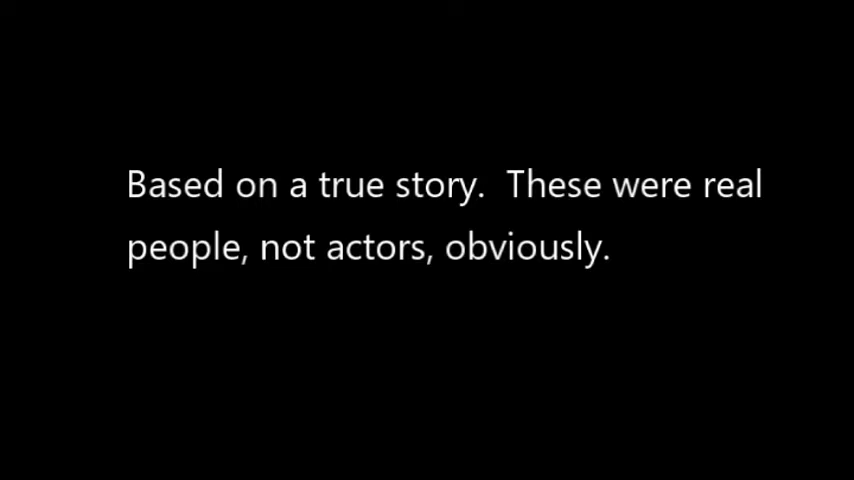 Based on a true story.  These were real
people, not actors, obviously.